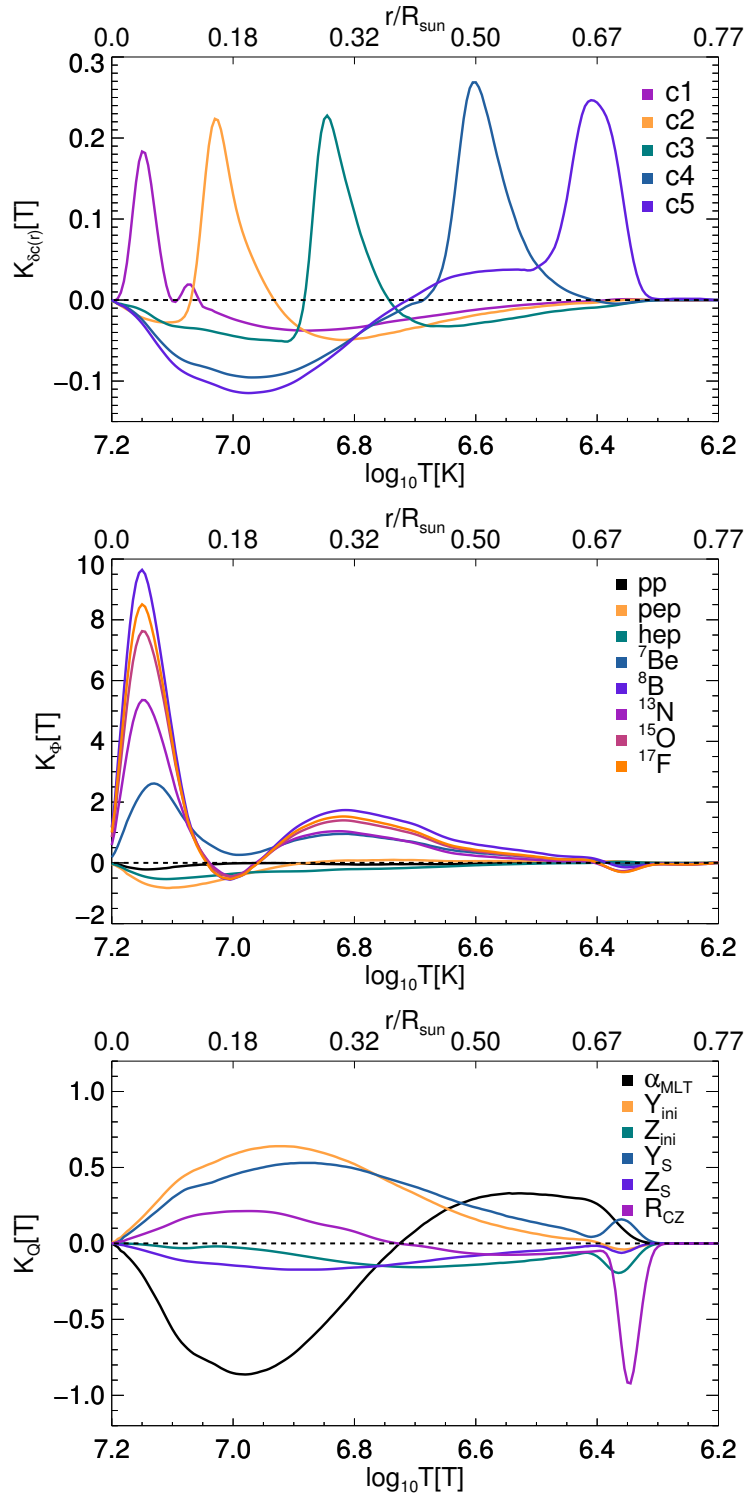 r/R_sun
0.0 0.18 0.32 0.50 0.67 0.77
0.3
0.2
0.1
0.0
−0.1
K_δc(r)[T]
c1
c2
c3
c4
c5
7.2 7.0 6.8 6.6 6.4 6.2
log₁₀T[K]
r/R_sun
0.0 0.18 0.32 0.50 0.67 0.77
10
8
6
4
2
0
−2
K_Φ[T]
pp
pep
hep
⁷Be
⁸B
¹³N
¹⁵O
¹⁷F
7.2 7.0 6.8 6.6 6.4 6.2
log₁₀T[K]
r/R_sun
0.0 0.18 0.32 0.50 0.67 0.77
1.0
0.5
0.0
−0.5
−1.0
K_Q[T]
α_MLT
Y_ini
Z_ini
Y_S
Z_S
R_CZ
7.2 7.0 6.8 6.6 6.4 6.2
log₁₀T[T]